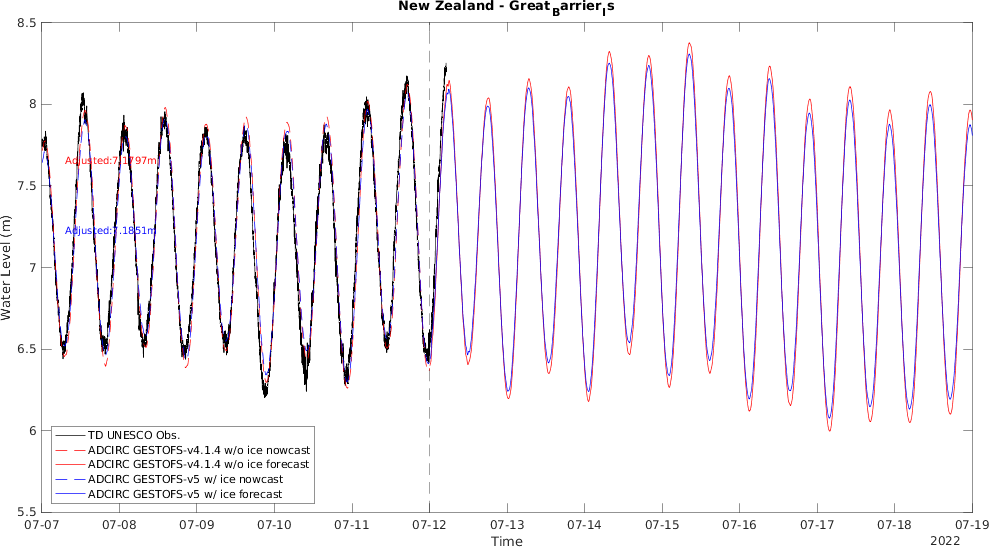 New Zealand - Great_Barrier_Is
8.5
8
7.5
7
6.5
6
5.5
Water Level (m)
Adjusted:7.1797m
Adjusted:7.1851m
TD UNESCO Obs.
ADCIRC GESTOFS-v4.1.4 w/o ice nowcast
ADCIRC GESTOFS-v4.1.4 w/o ice forecast
ADCIRC GESTOFS-v5 w/ ice nowcast
ADCIRC GESTOFS-v5 w/ ice forecast
07-07 07-08 07-09 07-10 07-11 07-12 07-13 07-14 07-15 07-16 07-17 07-18 07-19
Time
2022